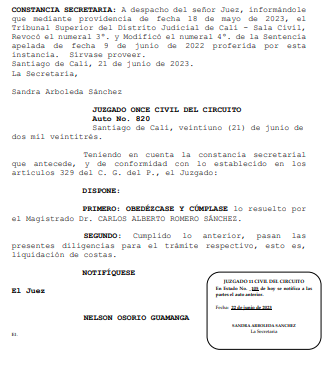 CONSTANCIA SECRETARIA: A despacho del señor Juez, informándole
que mediante providencia de fecha 18 de mayo de 2023, el
Tribunal Superior del Distrito Judicial de Cali - Sala Civil,
Revocó el numeral 3°. y Modificó el numeral 4°. de la Sentencia
apelada de fecha 9 de junio de 2022 proferida por esta
instancia. Sírvase proveer.
Santiago de Cali, 21 de junio de 2023.
La Secretaria,
Sandra Arboleda Sánchez
JUZGADO ONCE CIVIL DEL CIRCUITO
Auto No. 820
Santiago de Cali, veintiuno (21) de junio de
dos mil veintitrés.
Teniendo en cuenta la constancia secretarial
que antecede, y de conformidad con lo establecido en los
artículos 329 del C. G. del P., el Juzgado:
DISPONE:
PRIMERO: OBEDÉZCASE Y CÚMPLASE lo resuelto por
el Magistrado Dr. CARLOS ALBERTO ROMERO SÁNCHEZ.
SEGUNDO: Cumplido lo anterior, pasan las
presentes diligencias para el trámite respectivo, esto es,
liquidación de costas.
NOTIFÍQUESE
El Juez
NELSON OSORIO GUAMANGA
JUZGADO 11 CIVIL DEL CIRCUITO
En Estado No. 101 de hoy se notifica a las
partes el auto anterior.
Fecha: 22 de junio de 2023
SANDRA ARBOLEDA SANCHEZ
La Secretaria